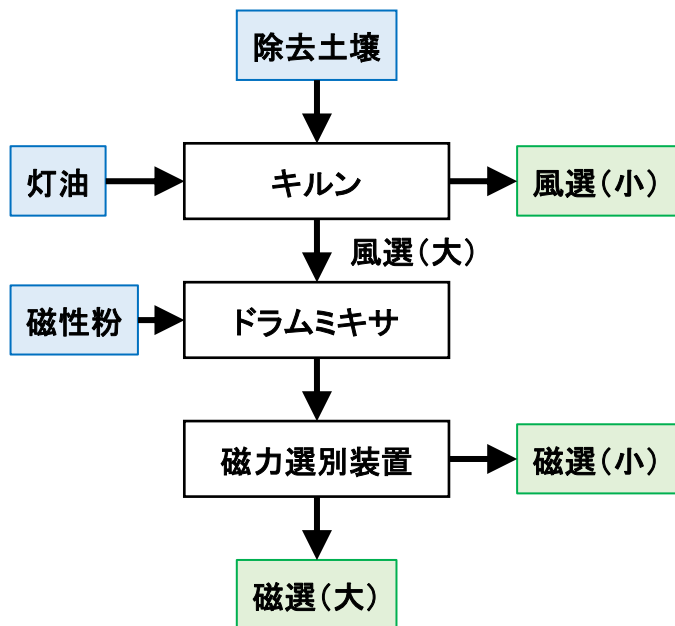 除去土壌
灯油
キルン
風選（小）
風選（大）
磁性粉
ドラムミキサ
磁力選別装置
磁選（小）
磁選（大）